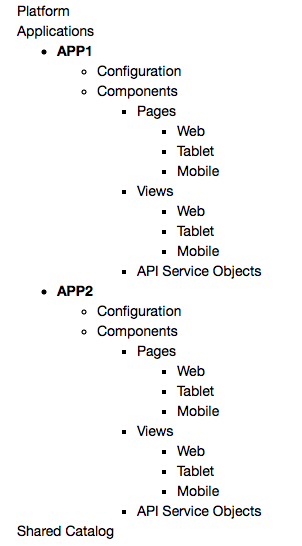 Platform
Applications
APP1
Configuration
Components
Pages
Web
Tablet
Mobile
Views
Web
Tablet
Mobile
API Service Objects
APP2
Configuration
Components
Pages
Web
Tablet
Mobile
Views
Web
Tablet
Mobile
API Service Objects
Shared Catalog